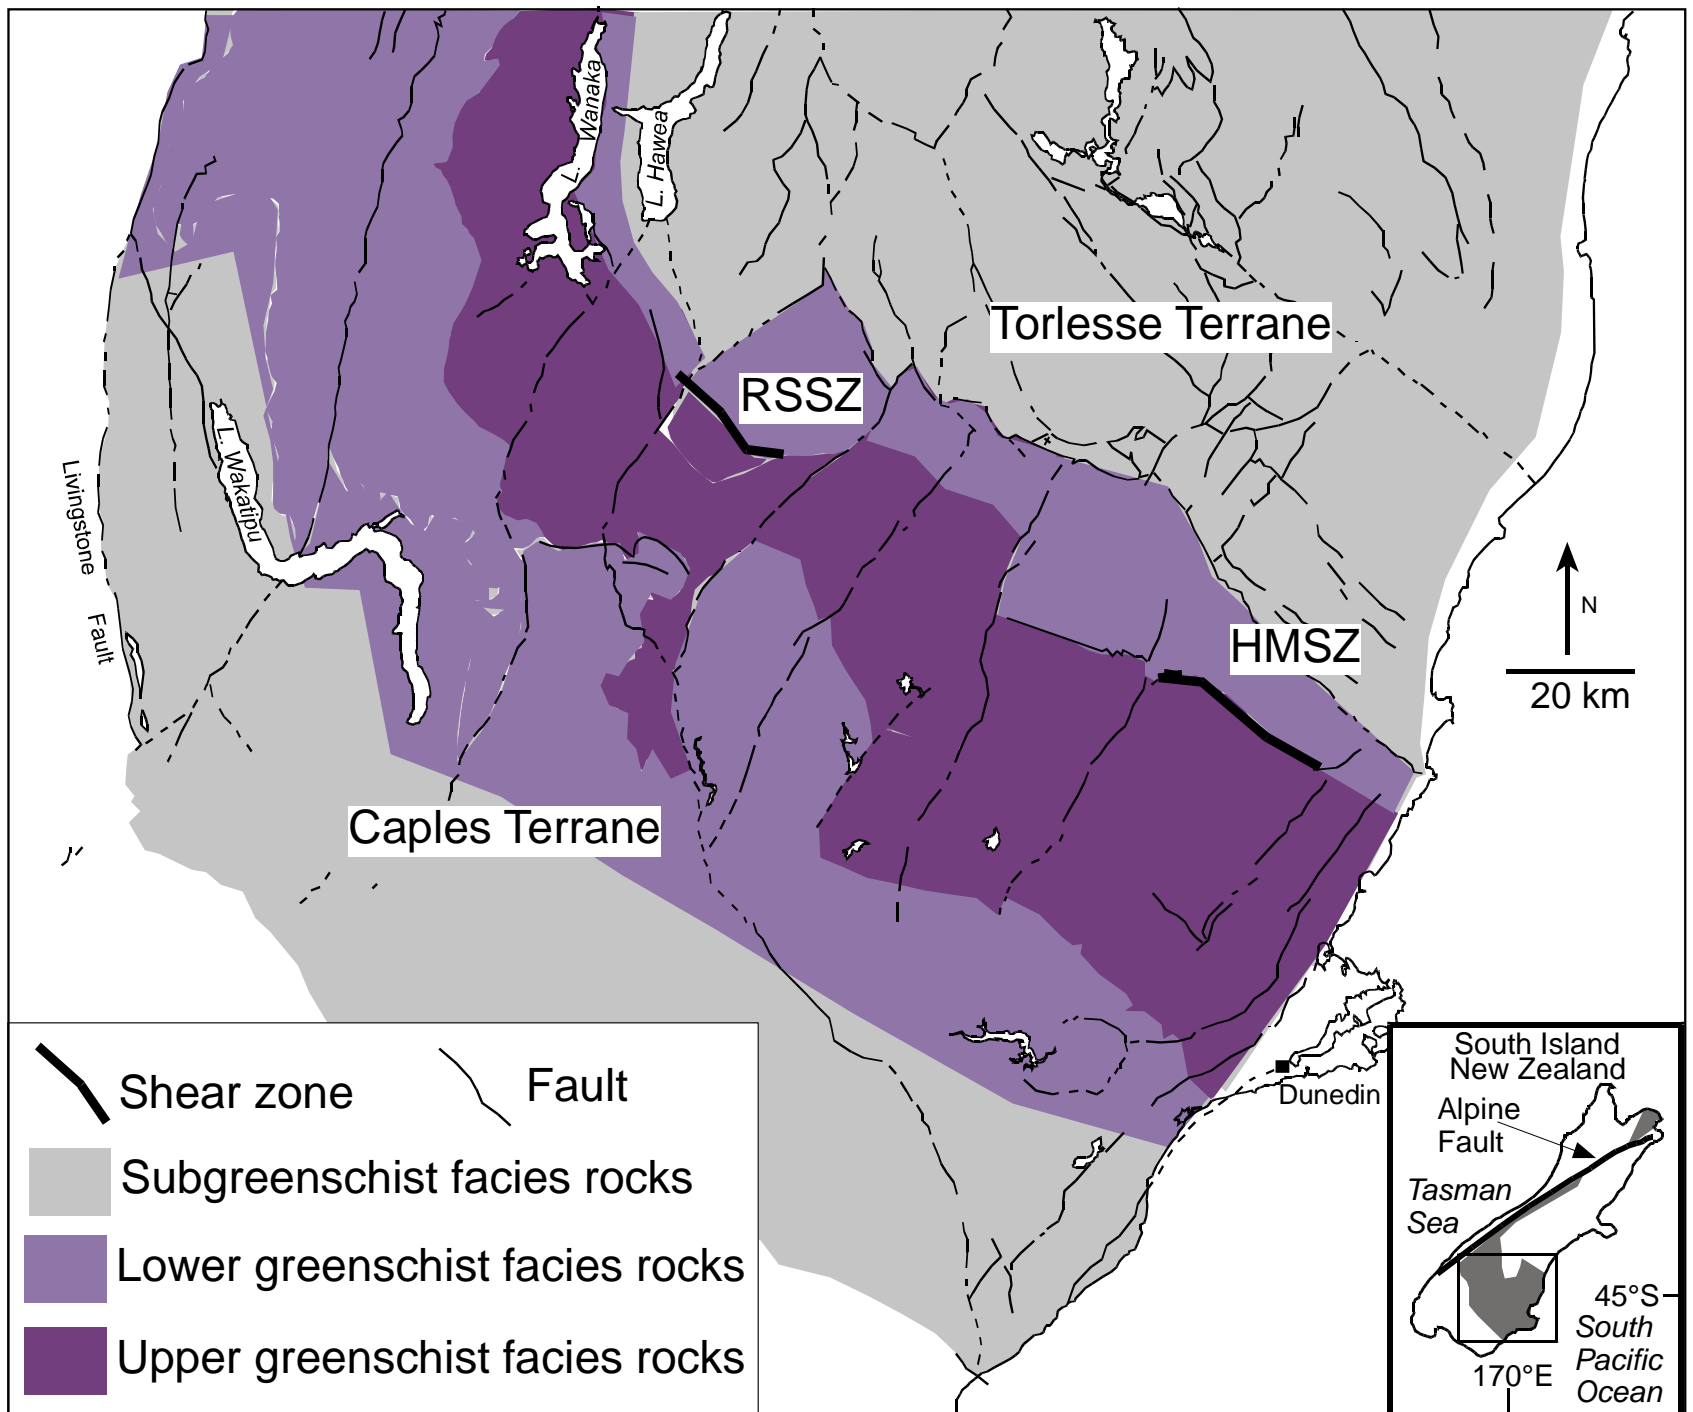 L. Wanaka
L. Hawea
Torlesse Terrane
RSSZ
L. Wakatipu
Livingstone
Fault
N
HMSZ
20 km
Caples Terrane
Dunedin
Shear zone
Fault
Subgreenschist facies rocks
Lower greenschist facies rocks
Upper greenschist facies rocks
South Island
New Zealand
Alpine
Fault
Tasman
Sea
45°S
South
Pacific
Ocean
170°E